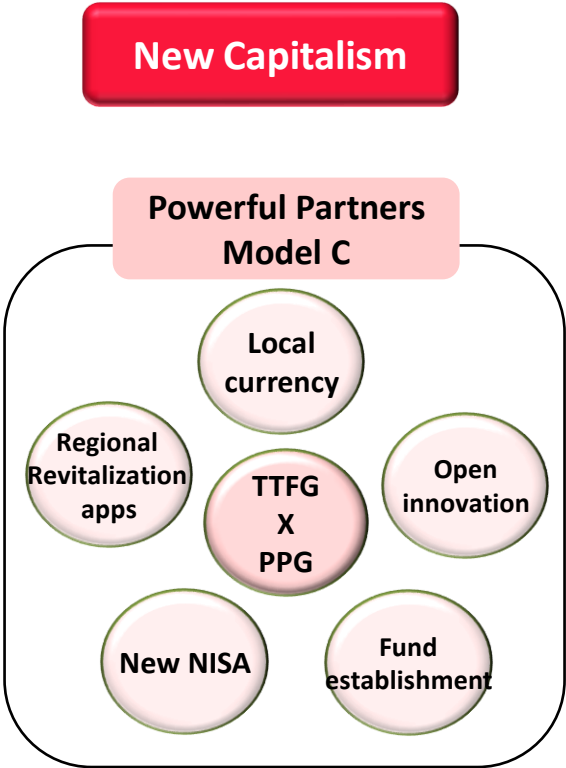 New Capitalism
Powerful Partners
Model C
Local
currency
Regional
Revitalization
apps
Open
innovation
TTFG
X
PPG
New NISA
Fund
establishment